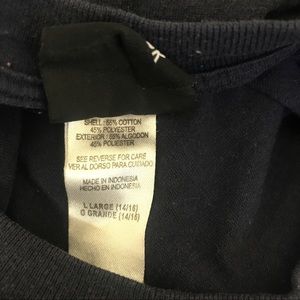 SHELL: 55% COTTON
45% POLYESTER
EXTERIOR: 55% ALGODON
45% POLIESTER
SEE REVERSE FOR CARE
VER AL DORSO PARA CUIDADO
MADE IN INDONESIA
HECHO EN INDONESIA
L LARGE (14/16)
G GRANDE (14/16)